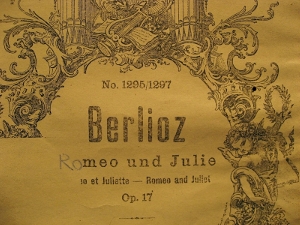 No. 1295/1297
Berlioz
Romeo und Julie
et Juliette — Romeo and Juliet
Op. 17